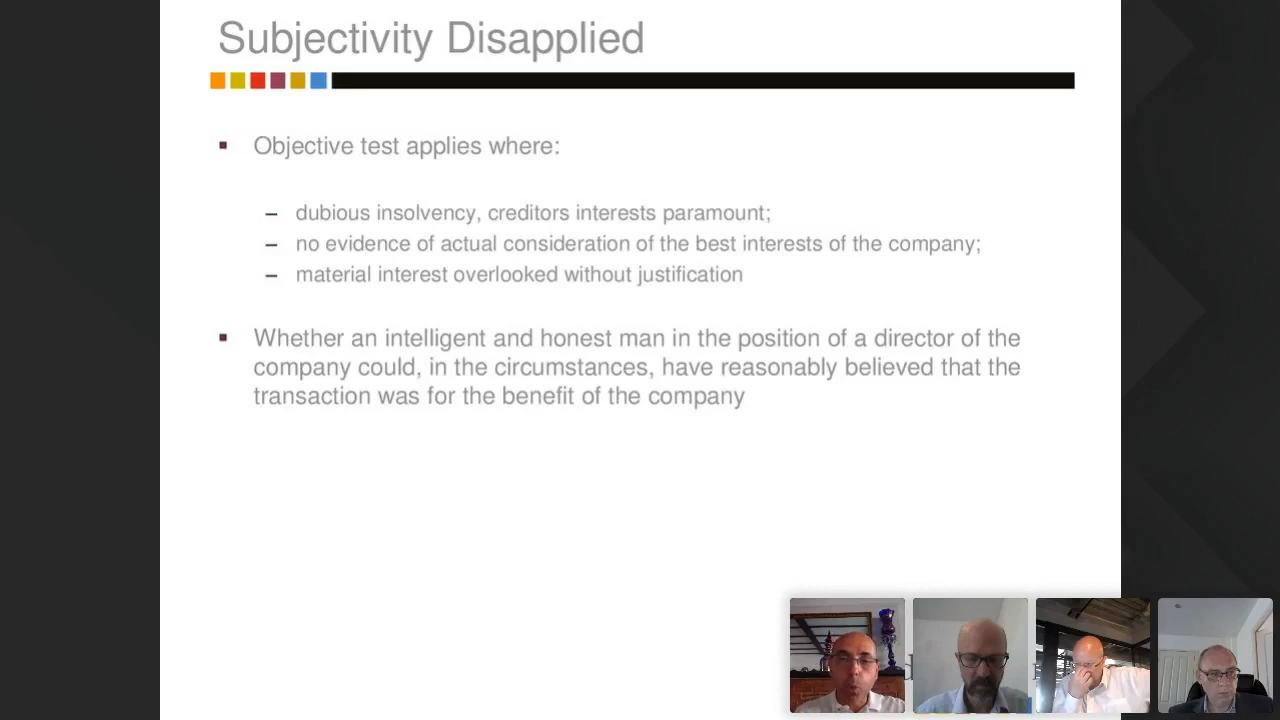 Subjectivity Disapplied
Objective test applies where:
– dubious insolvency, creditors interests paramount;
– no evidence of actual consideration of the best interests of the company;
– material interest overlooked without justification
Whether an intelligent and honest man in the position of a director of the
company could, in the circumstances, have reasonably believed that the
transaction was for the benefit of the company